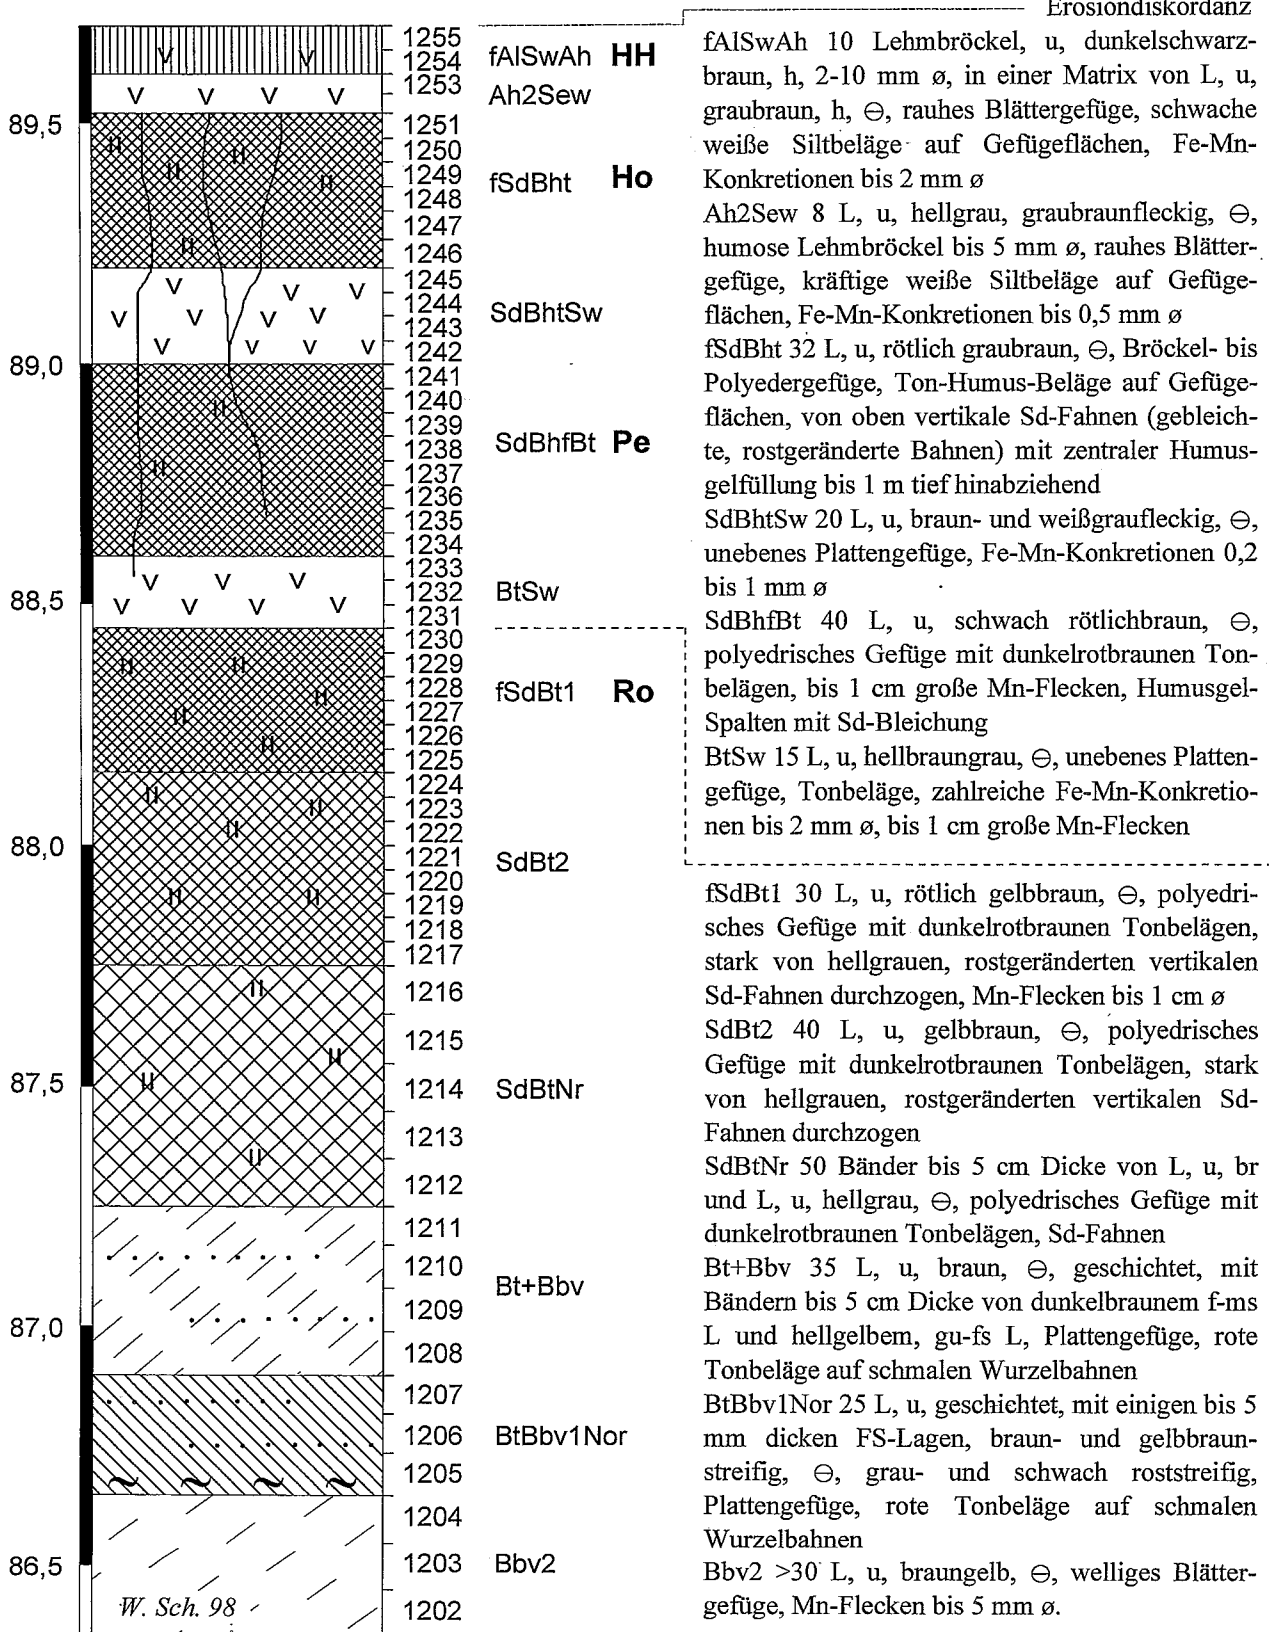 Erosiondiskordanz
89,5
89,0
88,5
88,0
87,5
87,0
86,5
1255
1254
1253
1251
1250
1249
1248
1247
1246
1245
1244
1243
1242
1241
1240
1239
1238
1237
1236
1235
1234
1233
1232
1231
1230
1229
1228
1227
1226
1225
1224
1223
1222
1221
1220
1219
1218
1217
1216
1215
1214
1213
1212
1211
1210
1209
1208
1207
1206
1205
1204
1203
1202
fAlSwAh HH
Ah2Sew
fSdBht Ho
SdBhtSw
SdBhfBt Pe
BtSw
fSdBt1 Ro
SdBt2
SdBtNr
Bt+Bbv
BtBbv1Nor
Bbv2
W. Sch. 98
fAlSwAh 10 Lehmbröckel, u, dunkelschwarz-
braun, h, 2-10 mm ø, in einer Matrix von L, u,
graubraun, h, ⊖, rauhes Blättergefüge, schwache
weiße Siltbeläge auf Gefügeflächen, Fe-Mn-
Konkretionen bis 2 mm ø
Ah2Sew 8 L, u, hellgrau, graubraunfleckig, ⊖,
humose Lehmbröckel bis 5 mm ø, rauhes Blätter-
gefüge, kräftige weiße Siltbeläge auf Gefüge-
flächen, Fe-Mn-Konkretionen bis 0,5 mm ø
fSdBht 32 L, u, rötlich graubraun, ⊖, Bröckel- bis
Polyedergefüge, Ton-Humus-Beläge auf Gefüge-
flächen, von oben vertikale Sd-Fahnen (gebleich-
te, rostgeränderte Bahnen) mit zentraler Humus-
gelfüllung bis 1 m tief hinabziehend
SdBhtSw 20 L, u, braun- und weißgraufleckig, ⊖,
unebenes Plattengefüge, Fe-Mn-Konkretionen 0,2
bis 1 mm ø
SdBhfBt 40 L, u, schwach rötlichbraun, ⊖,
polyedrisches Gefüge mit dunkelrotbraunen Ton-
belägen, bis 1 cm große Mn-Flecken, Humusgel-
Spalten mit Sd-Bleichung
BtSw 15 L, u, hellbraungrau, ⊖, unebenes Platten-
gefüge, Tonbeläge, zahlreiche Fe-Mn-Konkretio-
nen bis 2 mm ø, bis 1 cm große Mn-Flecken
fSdBt1 30 L, u, rötlich gelbbraun, ⊖, polyedri-
sches Gefüge mit dunkelrotbraunen Tonbelägen,
stark von hellgrauen, rostgeränderten vertikalen
Sd-Fahnen durchzogen, Mn-Flecken bis 1 cm ø
SdBt2 40 L, u, gelbbraun, ⊖, polyedrisches
Gefüge mit dunkelrotbraunen Tonbelägen, stark
von hellgrauen, rostgeränderten vertikalen Sd-
Fahnen durchzogen
SdBtNr 50 Bänder bis 5 cm Dicke von L, u, br
und L, u, hellgrau, ⊖, polyedrisches Gefüge mit
dunkelrotbraunen Tonbelägen, Sd-Fahnen
Bt+Bbv 35 L, u, braun, ⊖, geschichtet, mit
Bändern bis 5 cm Dicke von dunkelbraunem f-ms
L und hellgelbem, gu-fs L, Plattengefüge, rote
Tonbeläge auf schmalen Wurzelbahnen
BtBbv1Nor 25 L, u, geschichtet, mit einigen bis 5
mm dicken FS-Lagen, braun- und gelbbraun-
streifig, ⊖, grau- und schwach roststreifig,
Plattengefüge, rote Tonbeläge auf schmalen
Wurzelbahnen
Bbv2 >30 L, u, braungelb, ⊖, welliges Blätter-
gefüge, Mn-Flecken bis 5 mm ø.